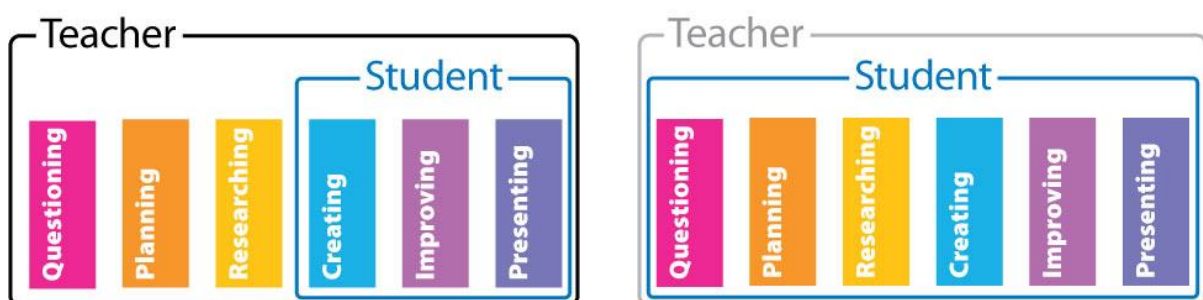 Teacher
Student
Questioning
Planning
Researching
Creating
Improving
Presenting
Teacher
Student
Questioning
Planning
Researching
Creating
Improving
Presenting